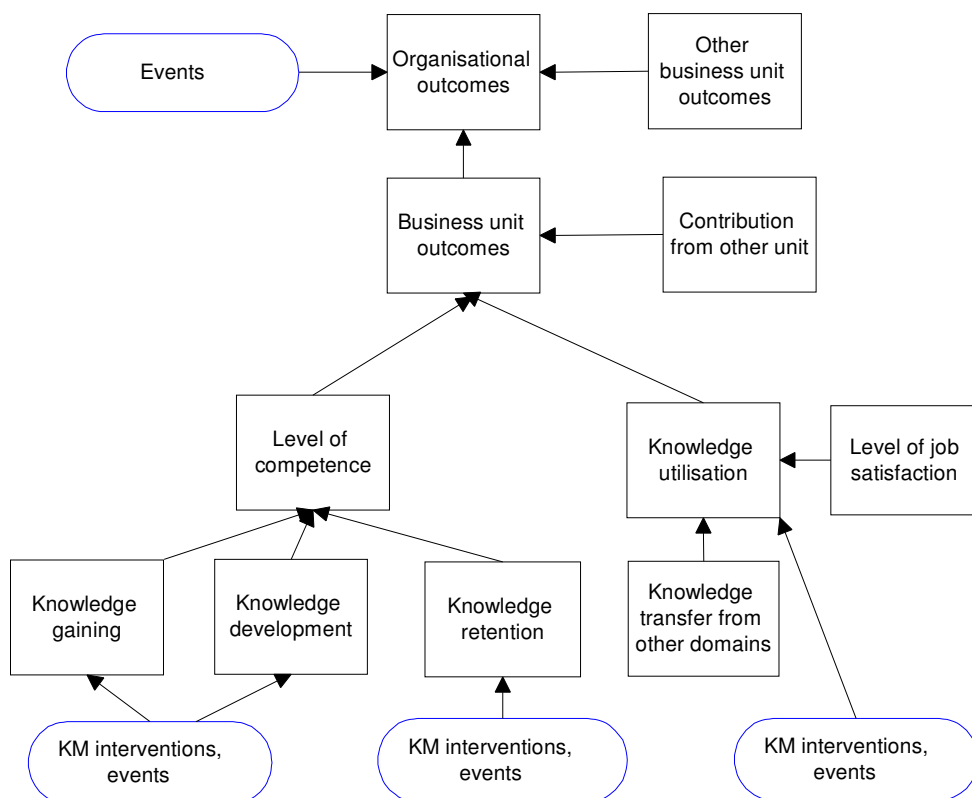 Events
Organisational
outcomes
Other
business unit
outcomes
Business unit
outcomes
Contribution
from other unit
Level of
competence
Knowledge
utilisation
Level of job
satisfaction
Knowledge
gaining
Knowledge
development
Knowledge
retention
Knowledge
transfer from
other domains
KM interventions,
events
KM interventions,
events
KM interventions,
events